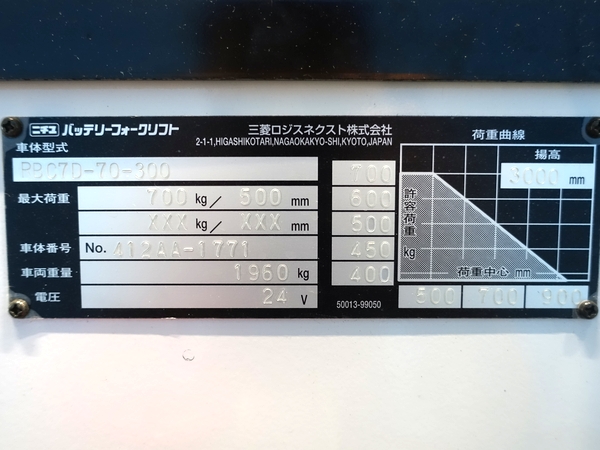 ニチユ バッテリーフォークリフト
三菱ロジスネクスト株式会社
2-1-1,HIGASHIKOTARI,NAGAOKAKYO-SHI,KYOTO,JAPAN
車体型式
PBC7D-70-300
最大荷重 700 kg/ 500 mm
XXX kg/ XXX mm
車体番号 No. 412AA-1771
車両重量 1960 kg
電圧 24 V
700
600
500
450
400
50013-99050
荷重曲線
揚高
3000 mm
許容荷重 kg
荷重中心 mm
500 700 900